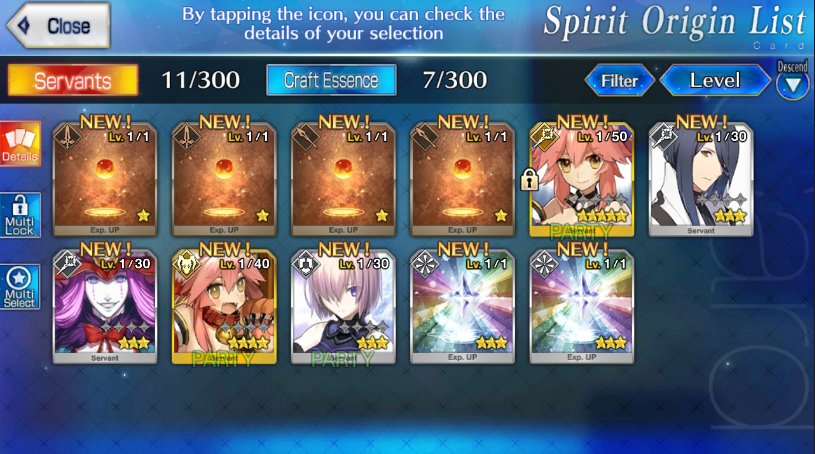 Close
By tapping the icon, you can check the
details of your selection
Spirit Origin List
Card
Servants
11/300
Craft Essence
7/300
Filter
Level
Descend
Details
Multi
Lock
Multi
Select
NEW! NEW! NEW! NEW! NEW! NEW!
Lv. 1/1 Lv. 1/1 Lv. 1/1 Lv. 1/1 Lv. 1/50 Lv. 1/30
Exp. UP Exp. UP Exp. UP Exp. UP Servant Servant
PARTY
NEW! NEW! NEW! NEW! NEW!
Lv. 1/30 Lv. 1/40 Lv. 1/30 Lv. 1/1 Lv. 1/1
Servant Servant Servant Exp. UP Exp. UP
PARTY PARTY